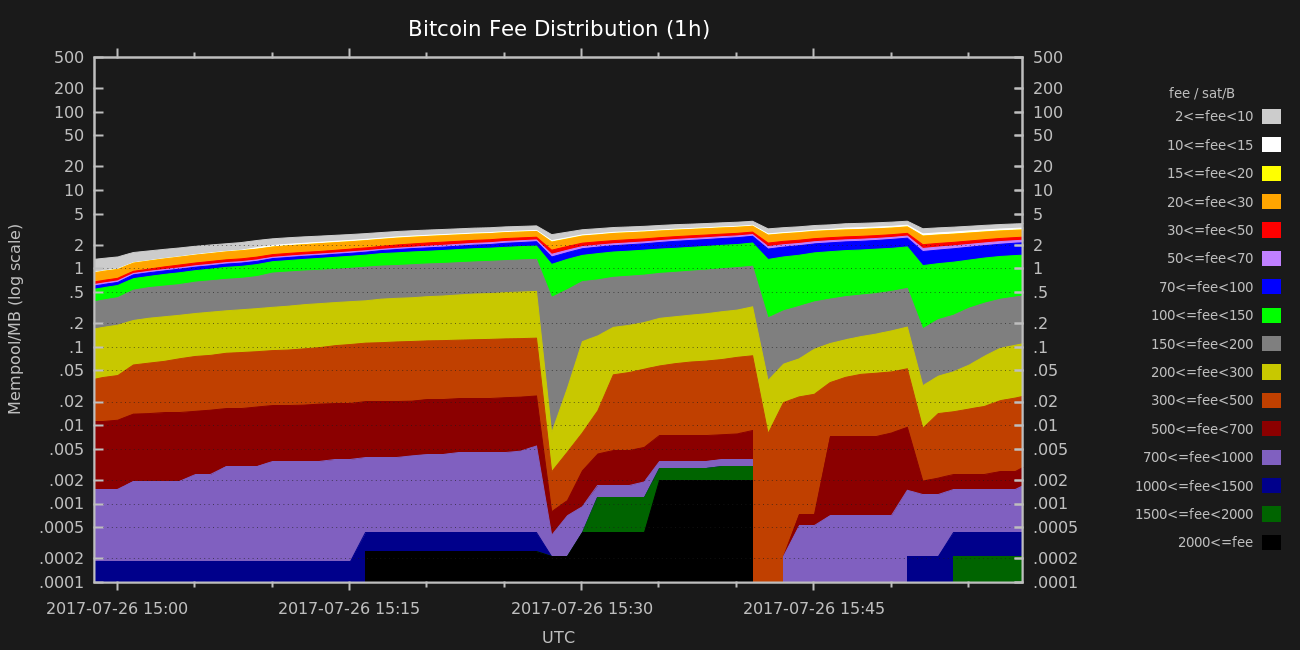 Bitcoin Fee Distribution (1h)
500
200
100
50
20
10
5
2
1
.5
.2
.1
.05
.02
.01
.005
.002
.001
.0005
.0002
.0001
Mempool/MB (log scale)
500
200
100
50
20
10
5
2
1
.5
.2
.1
.05
.02
.01
.005
.002
.001
.0005
.0002
.0001
2017-07-26 15:00 2017-07-26 15:15 2017-07-26 15:30 2017-07-26 15:45
UTC
fee / sat/B
2<=fee<10
10<=fee<15
15<=fee<20
20<=fee<30
30<=fee<50
50<=fee<70
70<=fee<100
100<=fee<150
150<=fee<200
200<=fee<300
300<=fee<500
500<=fee<700
700<=fee<1000
1000<=fee<1500
1500<=fee<2000
2000<=fee